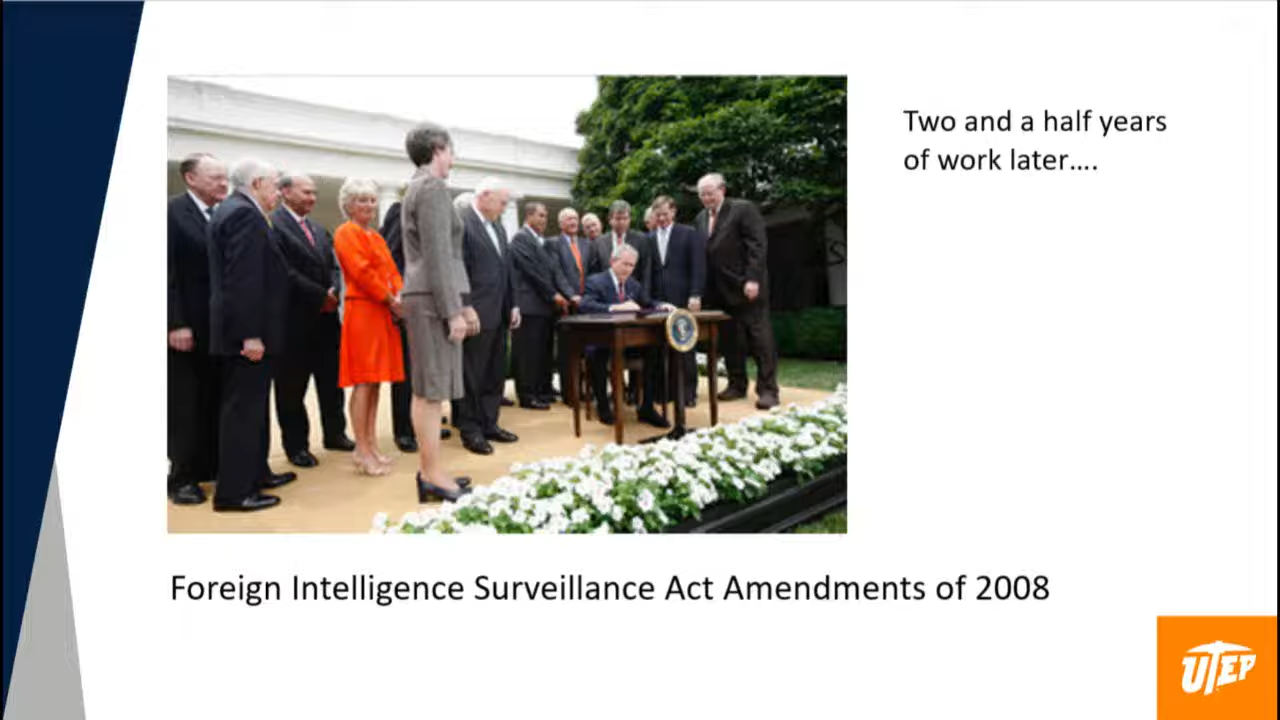 Two and a half years
of work later....
Foreign Intelligence Surveillance Act Amendments of 2008
UTEP